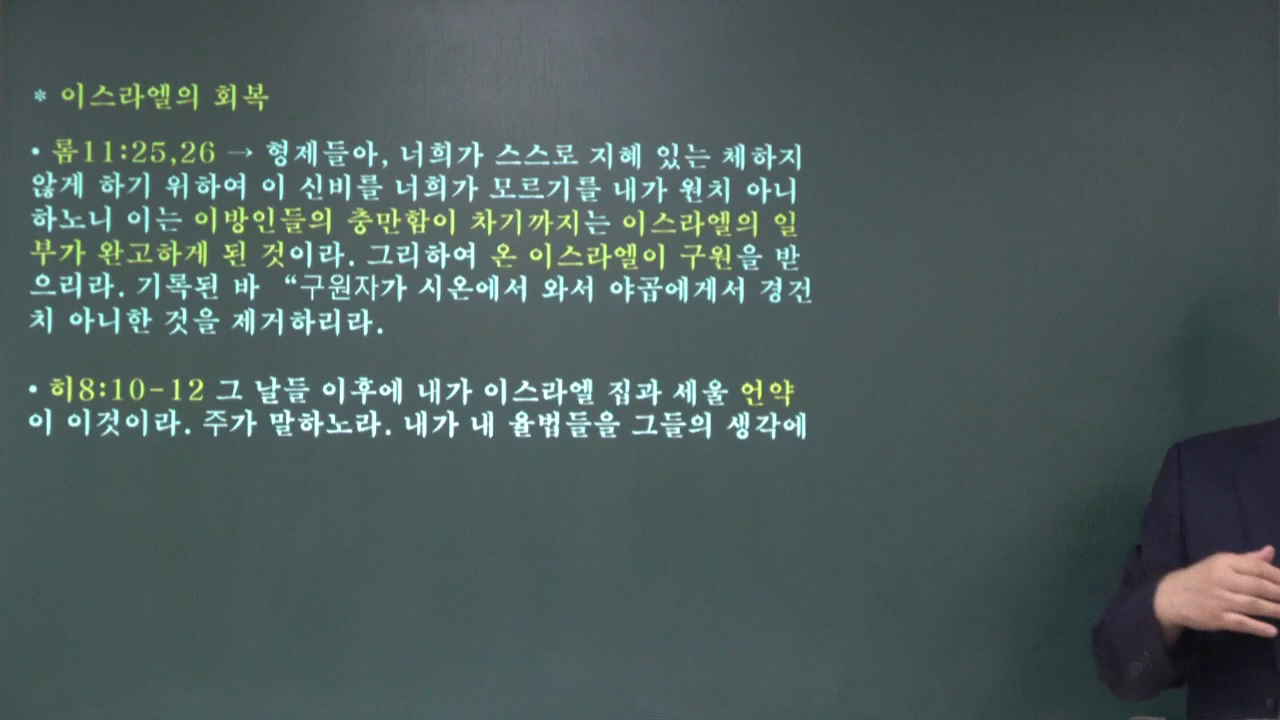 * 이스라엘의 회복
• 롬11:25,26 → 형제들아, 너희가 스스로 지혜 있는 체하지
않게 하기 위하여 이 신비를 너희가 모르기를 내가 원치 아니
하노니 이는 이방인들의 충만함이 차기까지는 이스라엘의 일
부가 완고하게 된 것이라. 그리하여 온 이스라엘이 구원을 받
으리라. 기록된 바 “구원자가 시온에서 와서 야곱에게서 경건
치 아니한 것을 제거하리라.
• 히8:10-12 그 날들 이후에 내가 이스라엘 집과 세울 언약
이 이것이라. 주가 말하노라. 내가 내 율법들을 그들의 생각에